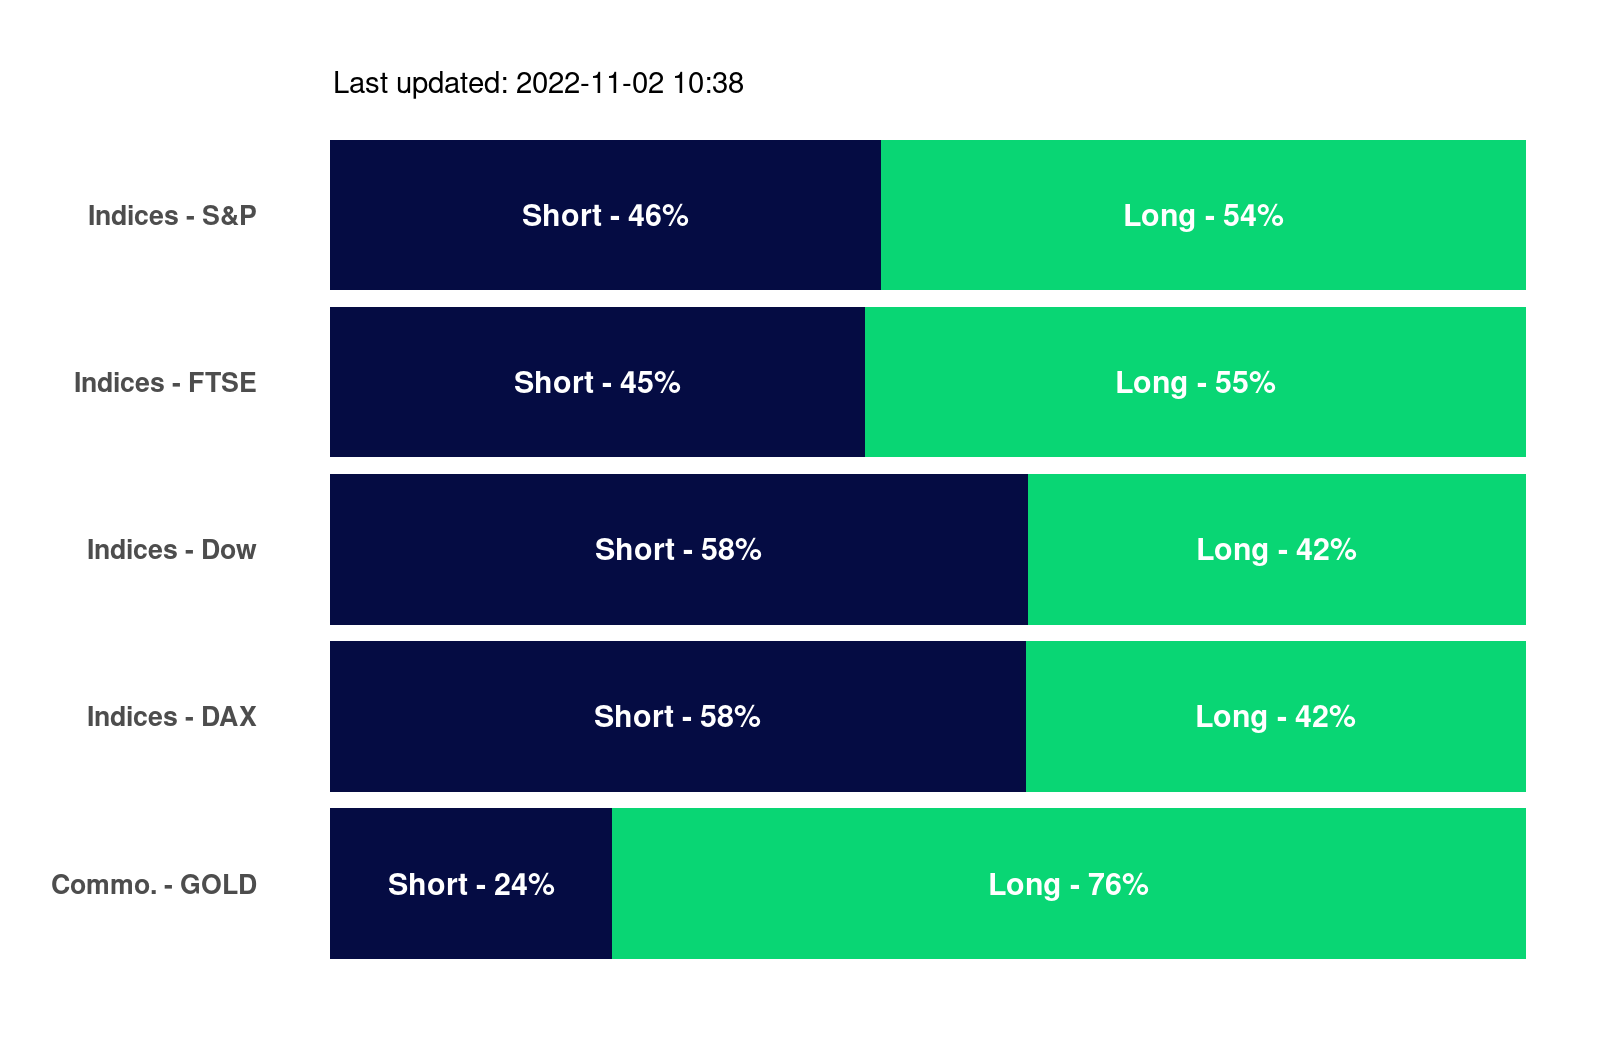 Last updated: 2022-11-02 10:38
Indices - S&P Short - 46% Long - 54%
Indices - FTSE Short - 45% Long - 55%
Indices - Dow Short - 58% Long - 42%
Indices - DAX Short - 58% Long - 42%
Commo. - GOLD Short - 24% Long - 76%